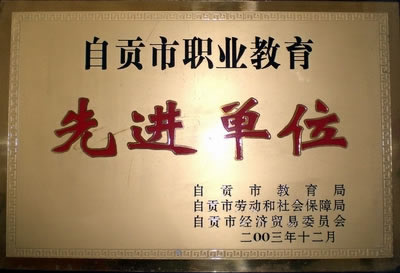 自贡市职业教育
先进单位
自贡市教育局
自贡市劳动和社会保障局
自贡市经济贸易委员会
二00三年十二月